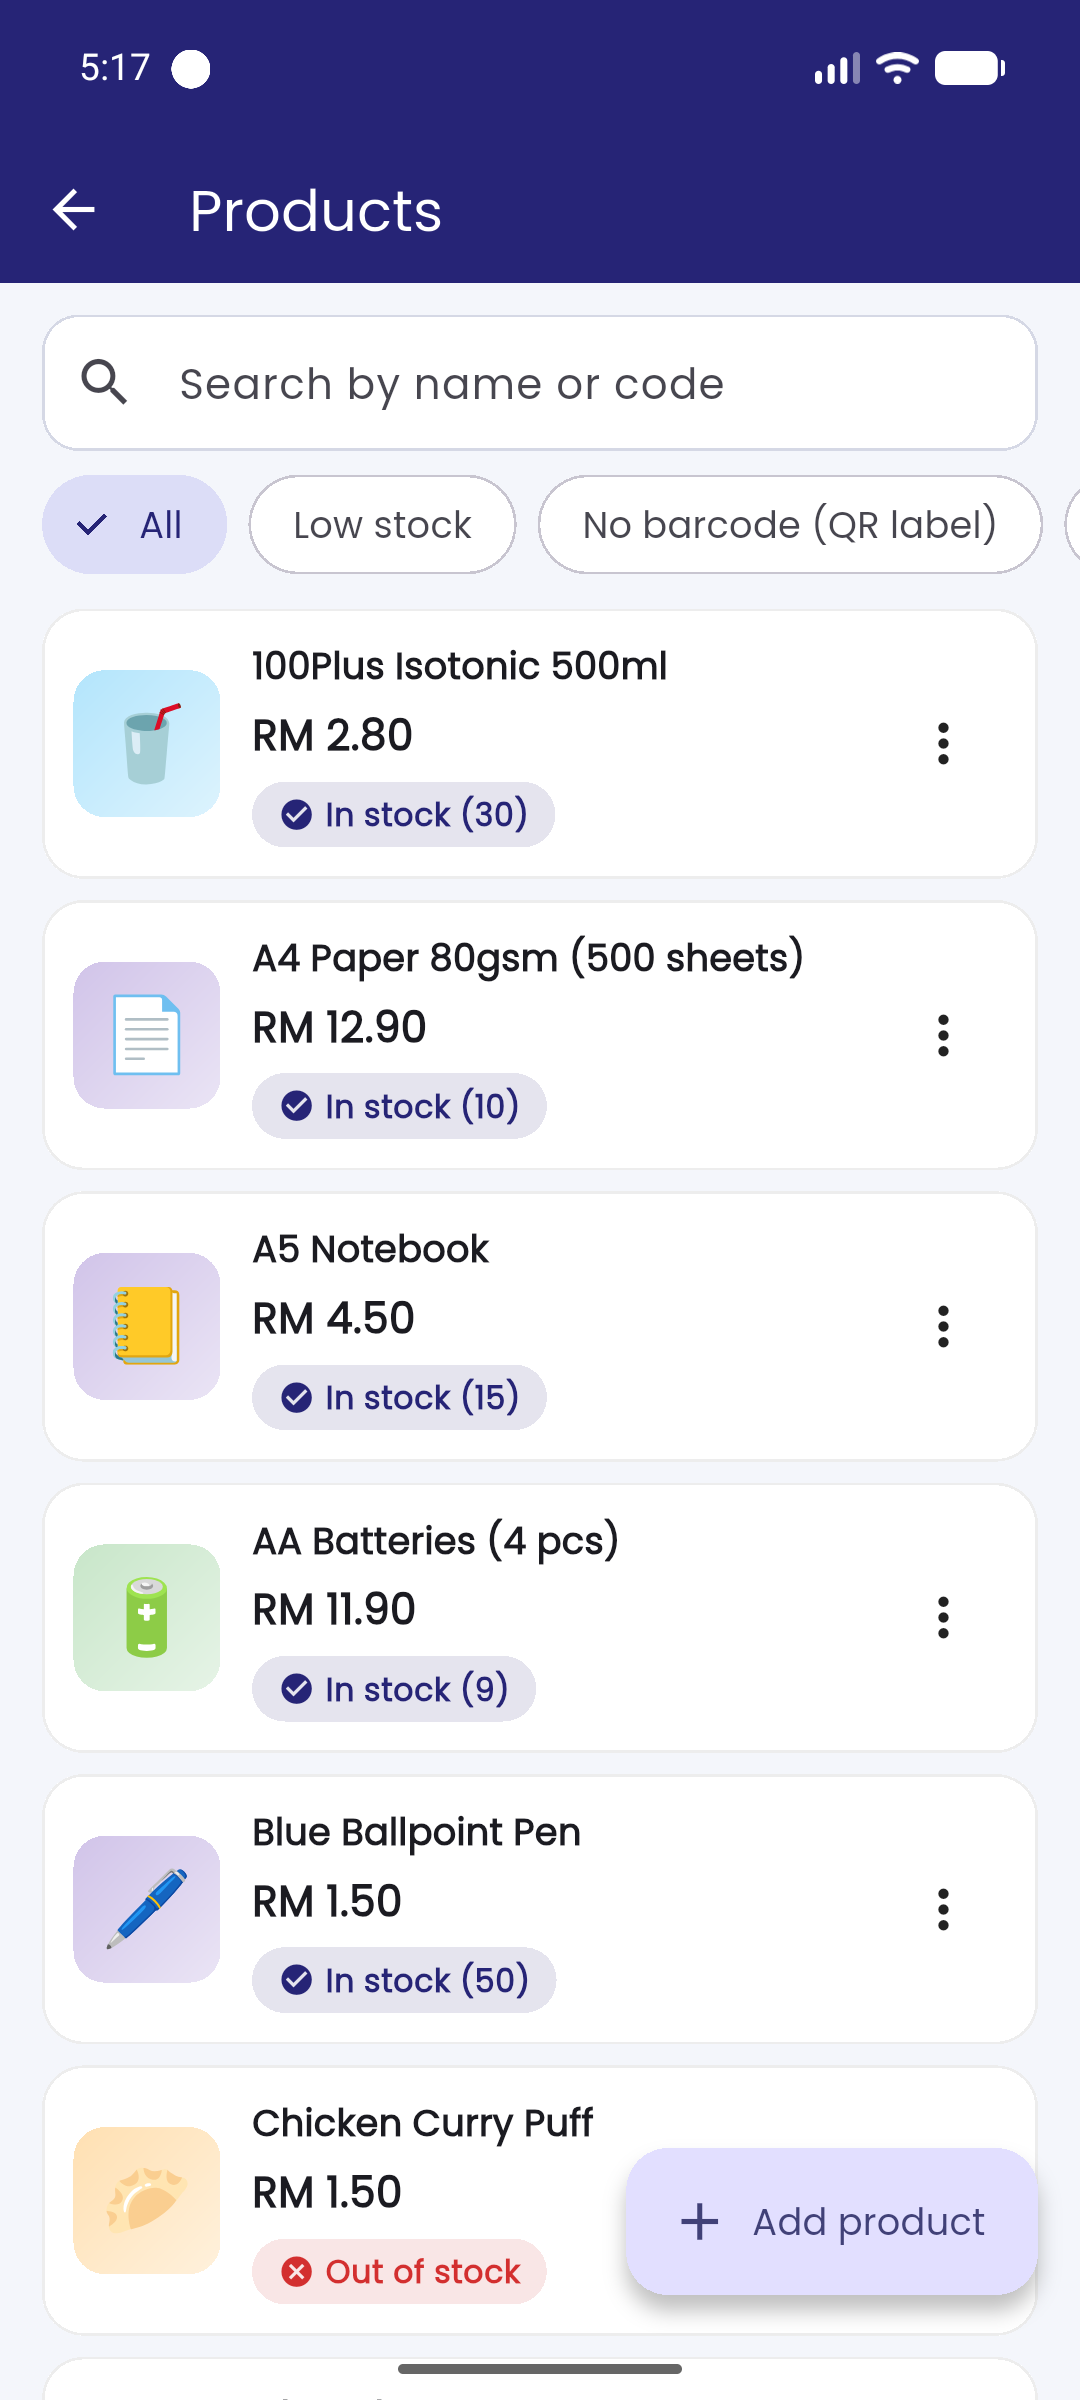 5:17
Products
Search by name or code
All
Low stock
No barcode (QR label)
100Plus Isotonic 500ml
RM 2.80
In stock (30)
A4 Paper 80gsm (500 sheets)
RM 12.90
In stock (10)
A5 Notebook
RM 4.50
In stock (15)
AA Batteries (4 pcs)
RM 11.90
In stock (9)
Blue Ballpoint Pen
RM 1.50
In stock (50)
Chicken Curry Puff
RM 1.50
Out of stock
Add product